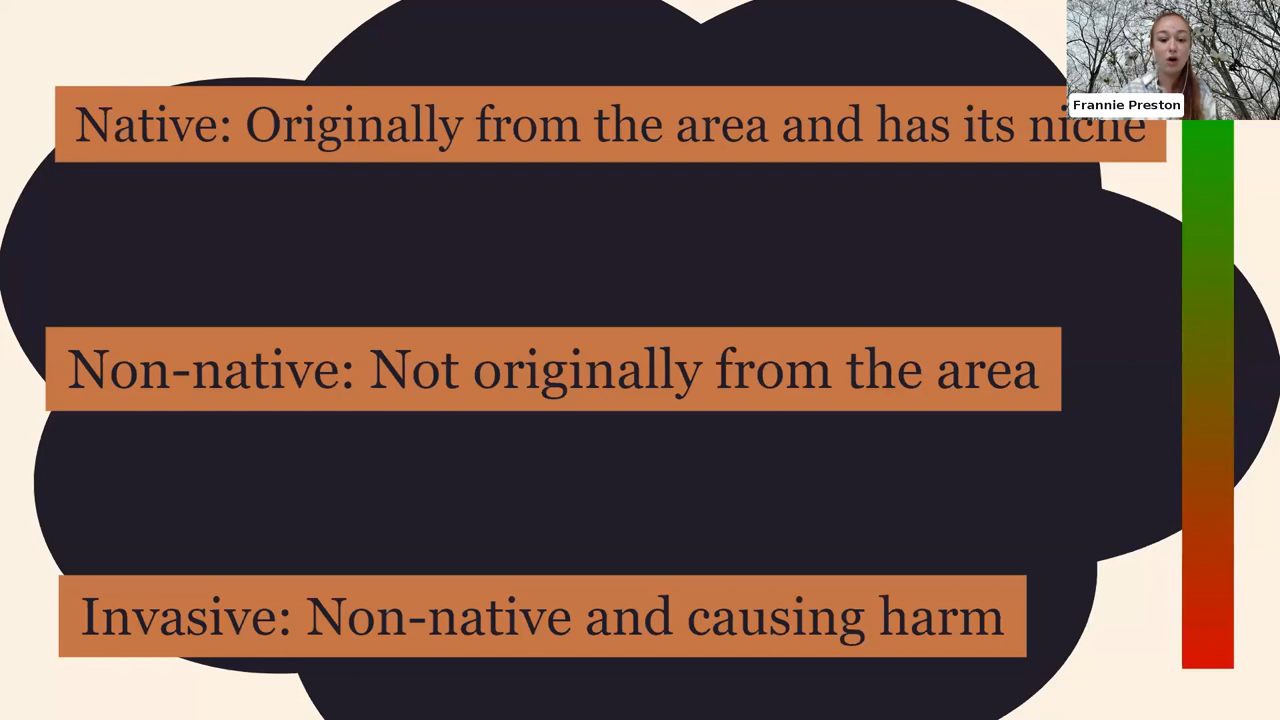 Frannie Preston
Native: Originally from the area and has its niche
Non-native: Not originally from the area
Invasive: Non-native and causing harm